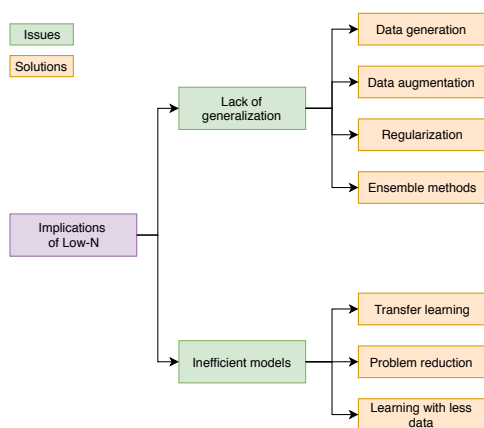 Issues
Solutions
Implications
of Low-N
Lack of
generalization
Data generation
Data augmentation
Regularization
Ensemble methods
Inefficient models
Transfer learning
Problem reduction
Learning with less
data